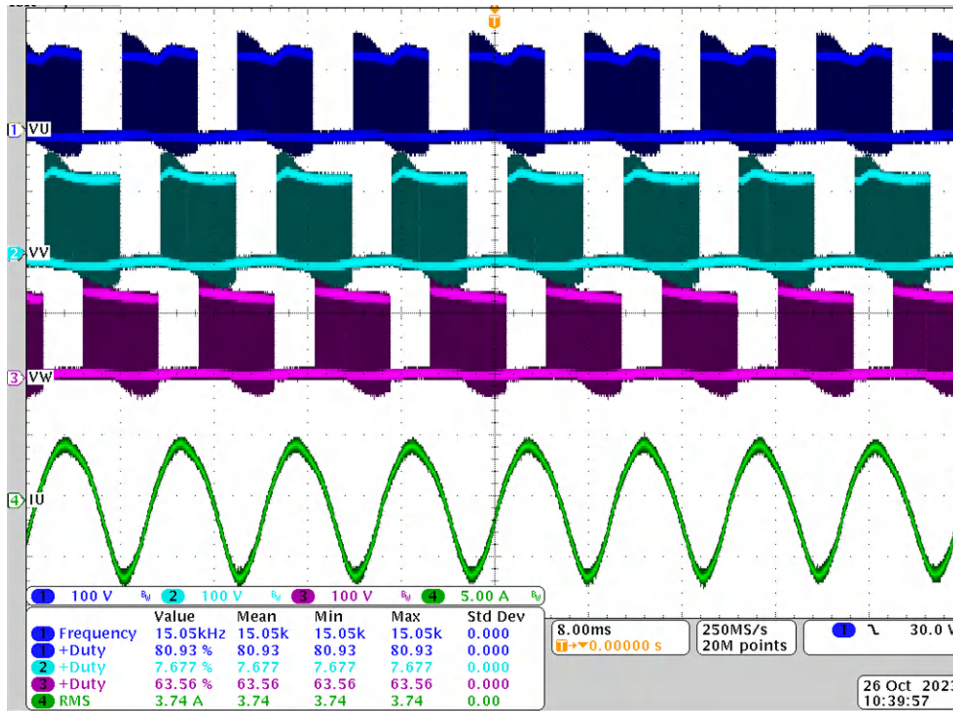 T
1 VU
2 VV
3 VW
4 IU
1 100 V BW 2 100 V BW 3 100 V BW 4 5.00 A BW
Value Mean Min Max Std Dev
1 Frequency 15.05kHz 15.05k 15.05k 15.05k 0.000
1 +Duty 80.93 % 80.93 80.93 80.93 0.000
2 +Duty 7.677 % 7.677 7.677 7.677 0.000
3 +Duty 63.56 % 63.56 63.56 63.56 0.000
4 RMS 3.74 A 3.74 3.74 3.74 0.00
8.00ms
T→▼0.00000 s
250MS/s
20M points
1 30.0 V
26 Oct 2023
10:39:57